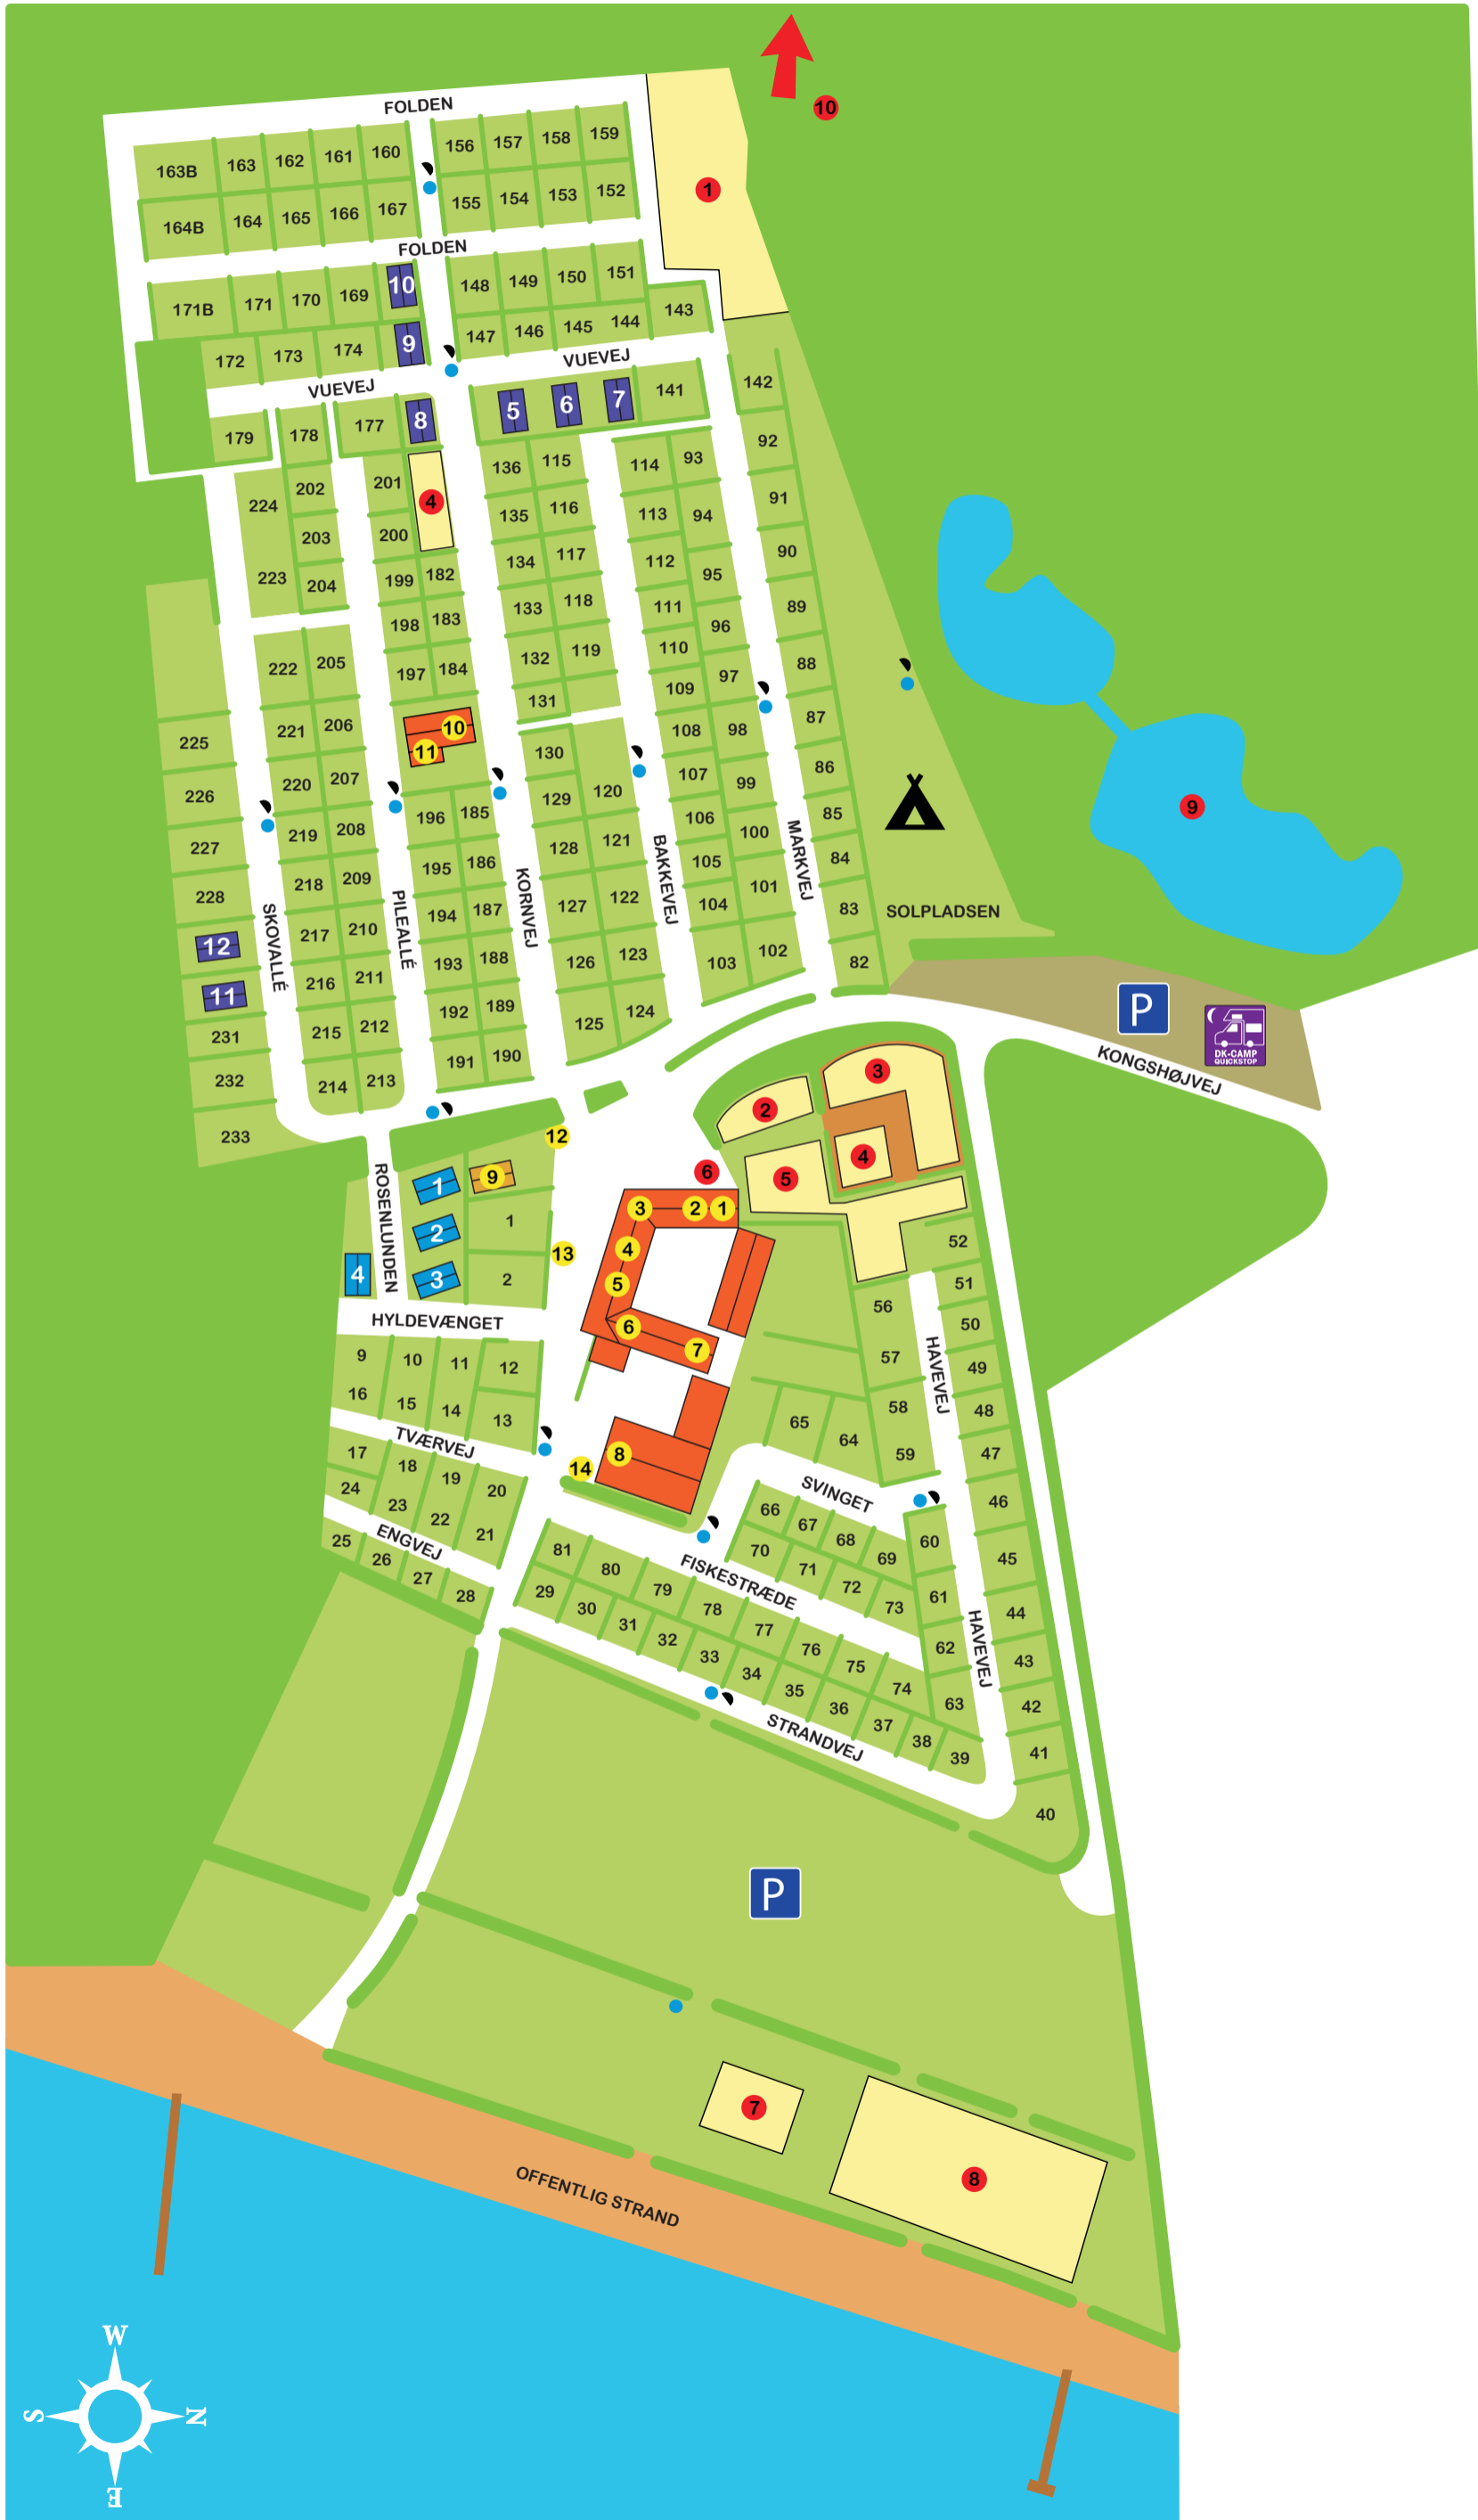 FOLDEN
10
163B 163 162 161 160 156 157 158 159
1
164B 164 165 166 167 155 154 153 152
FOLDEN
171B 171 170 169 10 148 149 150 151
143
172 173 174 9 147 146 145 144
VUEVEJ
VUEVEJ
179 178 177 8 5 6 7 141 142
224 202 201 4 136 115 114 93 92
203 200 135 116 113 94 91
223 204 199 182 134 117 112 95 90
198 183 133 118 111 96 89
222 205 197 184 132 119 110 97 88
131 109
225 221 206 10 130 108 98 87
11
226 220 207 129 120 107 99 86
9
227 219 208 196 185 128 121 106 100 85
228 218 209 195 186 127 122 105 101 84
12 217 210 194 187 126 123 104 102 83
SOLPLADSEN
SKOVALLÉ
PILEALLÉ
KORNVEJ
BAKKEVEJ
MARKVEJ
11 216 211 193 188 125 124 103 82
231 215 212 192 189
232 214 213 191 190
233
P
DK-CAMP
QUICKSTOP
KONGSHØJVEJ
3
2
12
4
5
6
ROSENLUNDEN
1 9
2 1
3 2
4
13
3 2 1
4
5
6
7
8
14
52
51
50
49
48
47
46
45
44
43
42
41
40
56
57
58
59
HAVEVEJ
65 64
HYLDEVÆNGET
9 10 11 12
16 15 14 13
TVÆRVEJ
17 18 19 20
24 23 22 21
ENGVEJ
25 26 27 28
SVINGET
66 67 68 69 60
70 71 72 73 61
62
63
HAVEVEJ
FISKESTRÆDE
81 80 79 78 77 76 75 74
29 30 31 32 33 34 35 36 37 38 39
STRANDVEJ
P
7
8
OFFENTLIG STRAND
W
S N
E